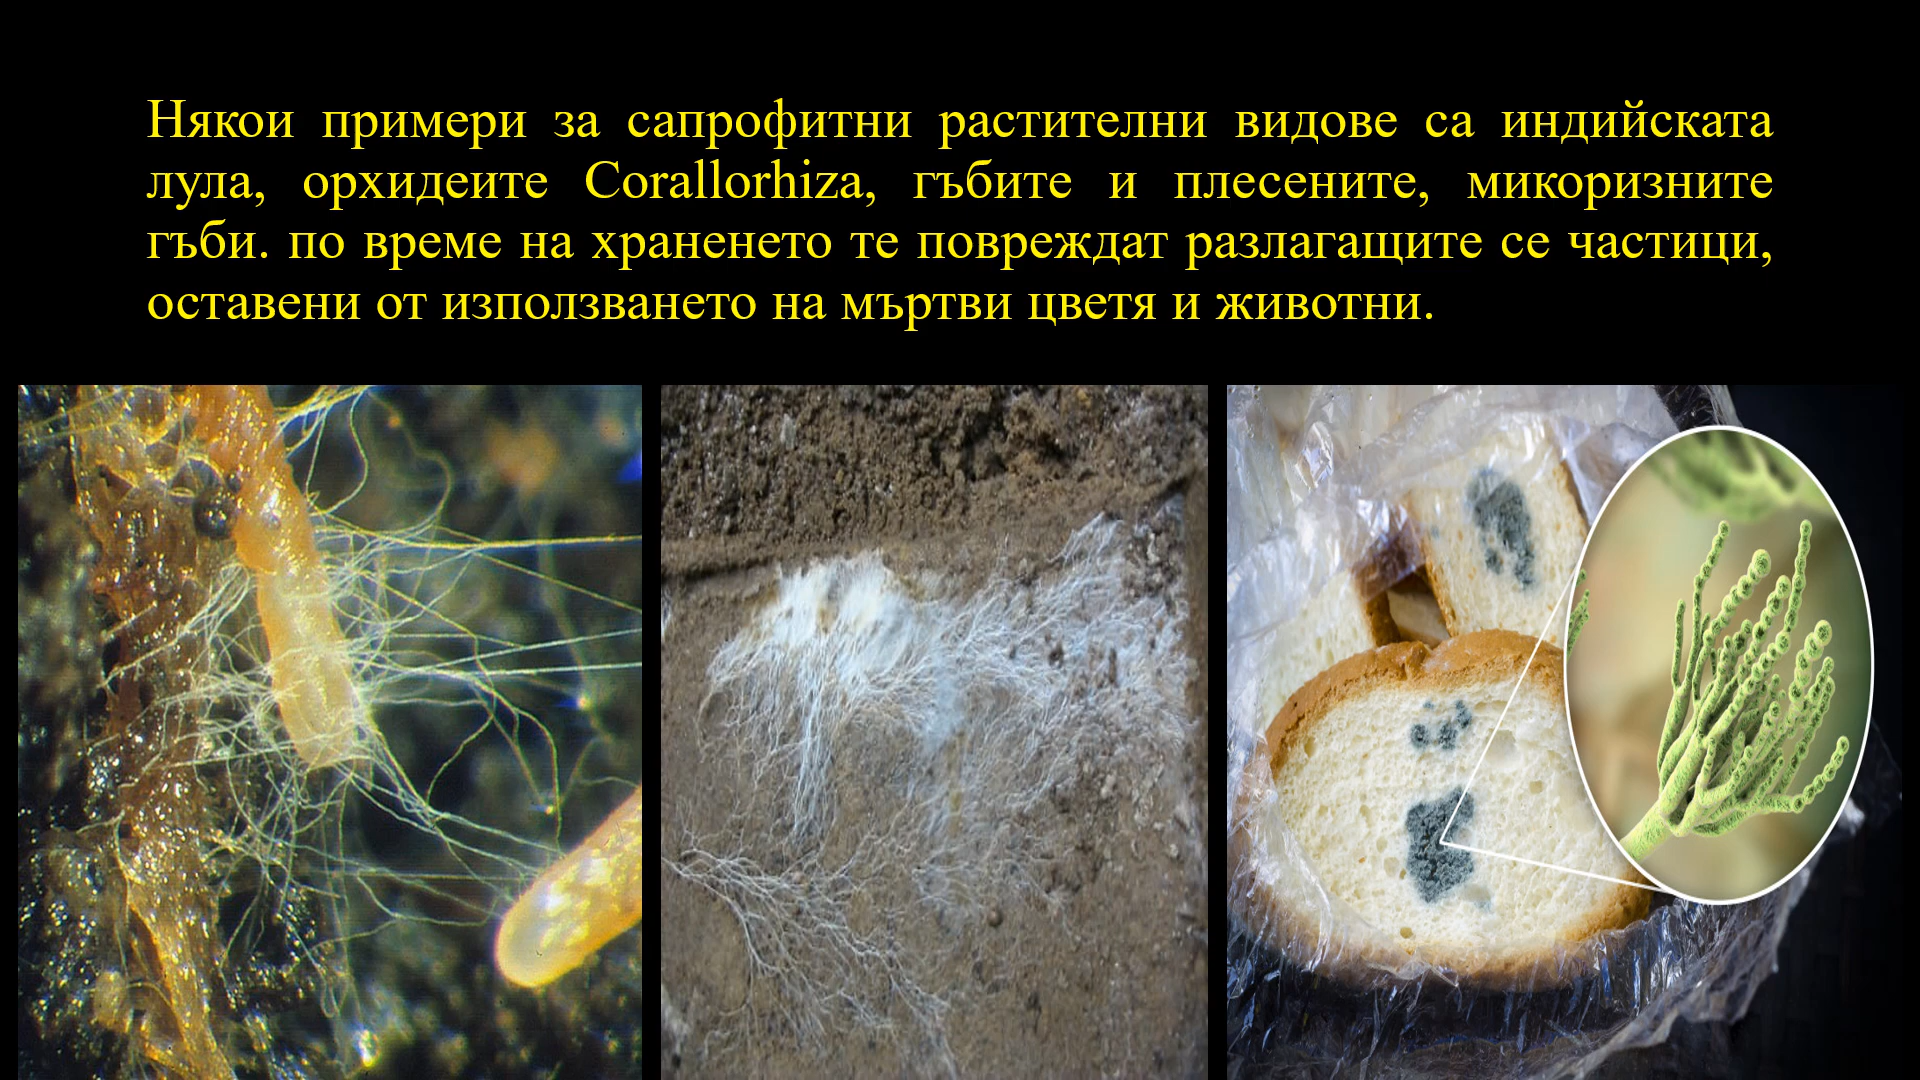 Някои примери за сапрофитни растителни видове са индийската
лула, орхидеите Corallorhiza, гъбите и плесените, микоризните
гъби. по време на храненето те повреждат разлагащите се частици,
оставени от използването на мъртви цветя и животни.